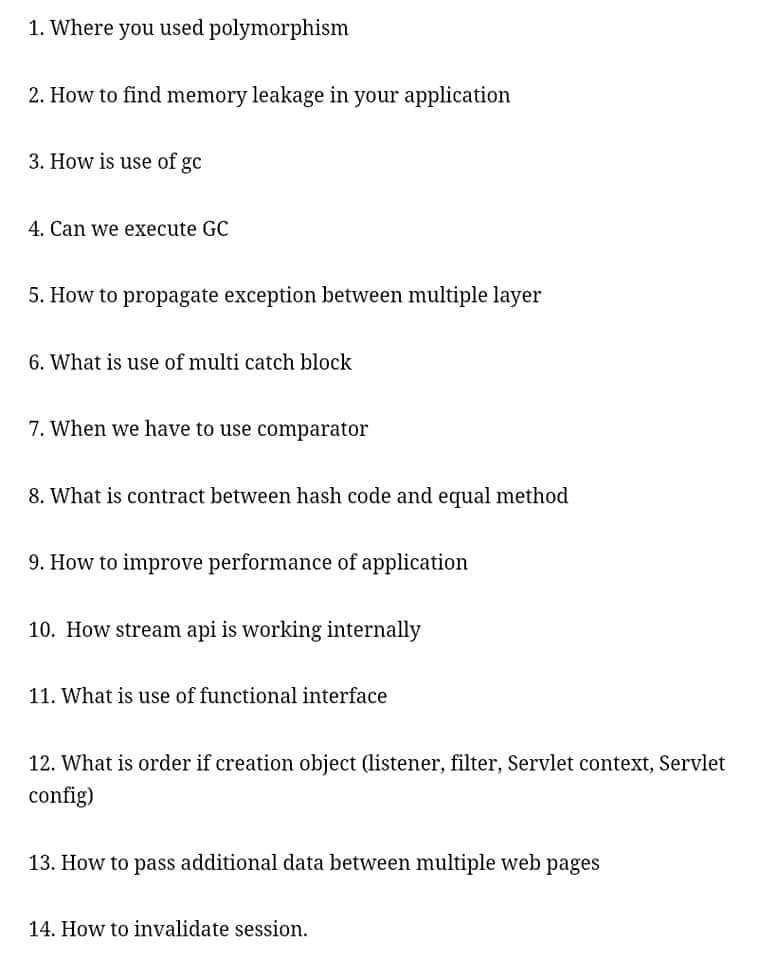 1. Where you used polymorphism
2. How to find memory leakage in your application
3. How is use of gc
4. Can we execute GC
5. How to propagate exception between multiple layer
6. What is use of multi catch block
7. When we have to use comparator
8. What is contract between hash code and equal method
9. How to improve performance of application
10.  How stream api is working internally
11. What is use of functional interface
12. What is order if creation object (listener, filter, Servlet context, Servlet
config)
13. How to pass additional data between multiple web pages
14. How to invalidate session.